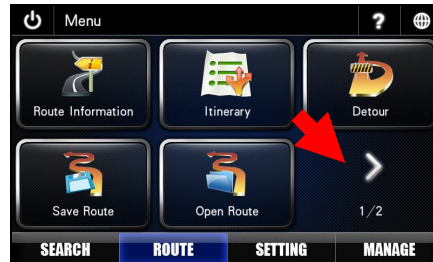 Menu
?
Route Information
Itinerary
Detour
Save Route
Open Route
1/2
SEARCH
ROUTE
SETTING
MANAGE